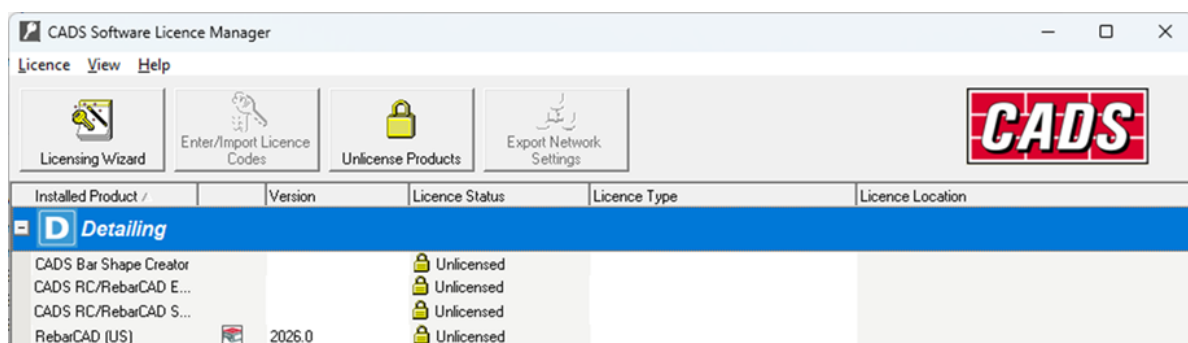 CADS Software Licence Manager
Licence View Help
Licensing Wizard
Enter/Import Licence
Codes
Unlicense Products
Export Network
Settings
CADS
Installed Product Version Licence Status Licence Type Licence Location
D Detailing
CADS Bar Shape Creator Unlicensed
CADS RC/RebarCAD E... Unlicensed
CADS RC/RebarCAD S... Unlicensed
RebarCAD (US) 2026.0 Unlicensed